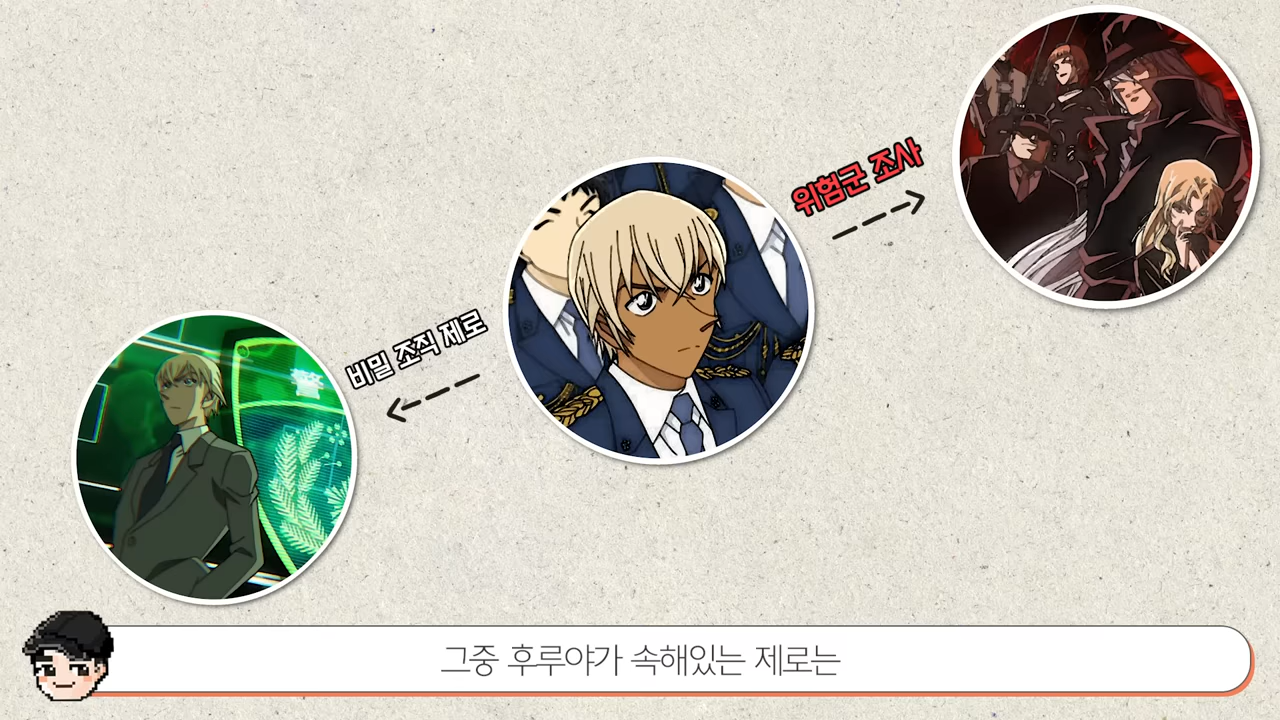 위험군 조사
비밀 조직 제로
그중 후루야가 속해있는 제로는